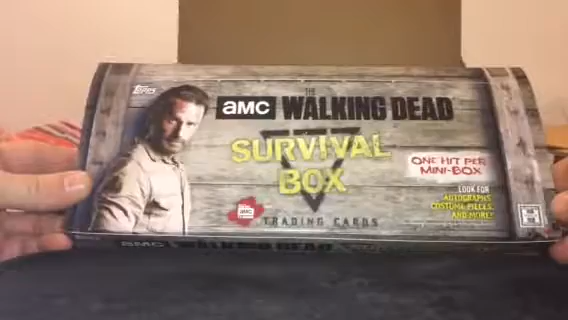 Topps
AMC
THE
WALKING DEAD
SURVIVAL
BOX
TRADING CARDS
ONE HIT PER
MINI-BOX
LOOK FOR
AUTOGRAPHS,
COSTUME PIECES,
AND MORE!
AMC WALKING DEAD